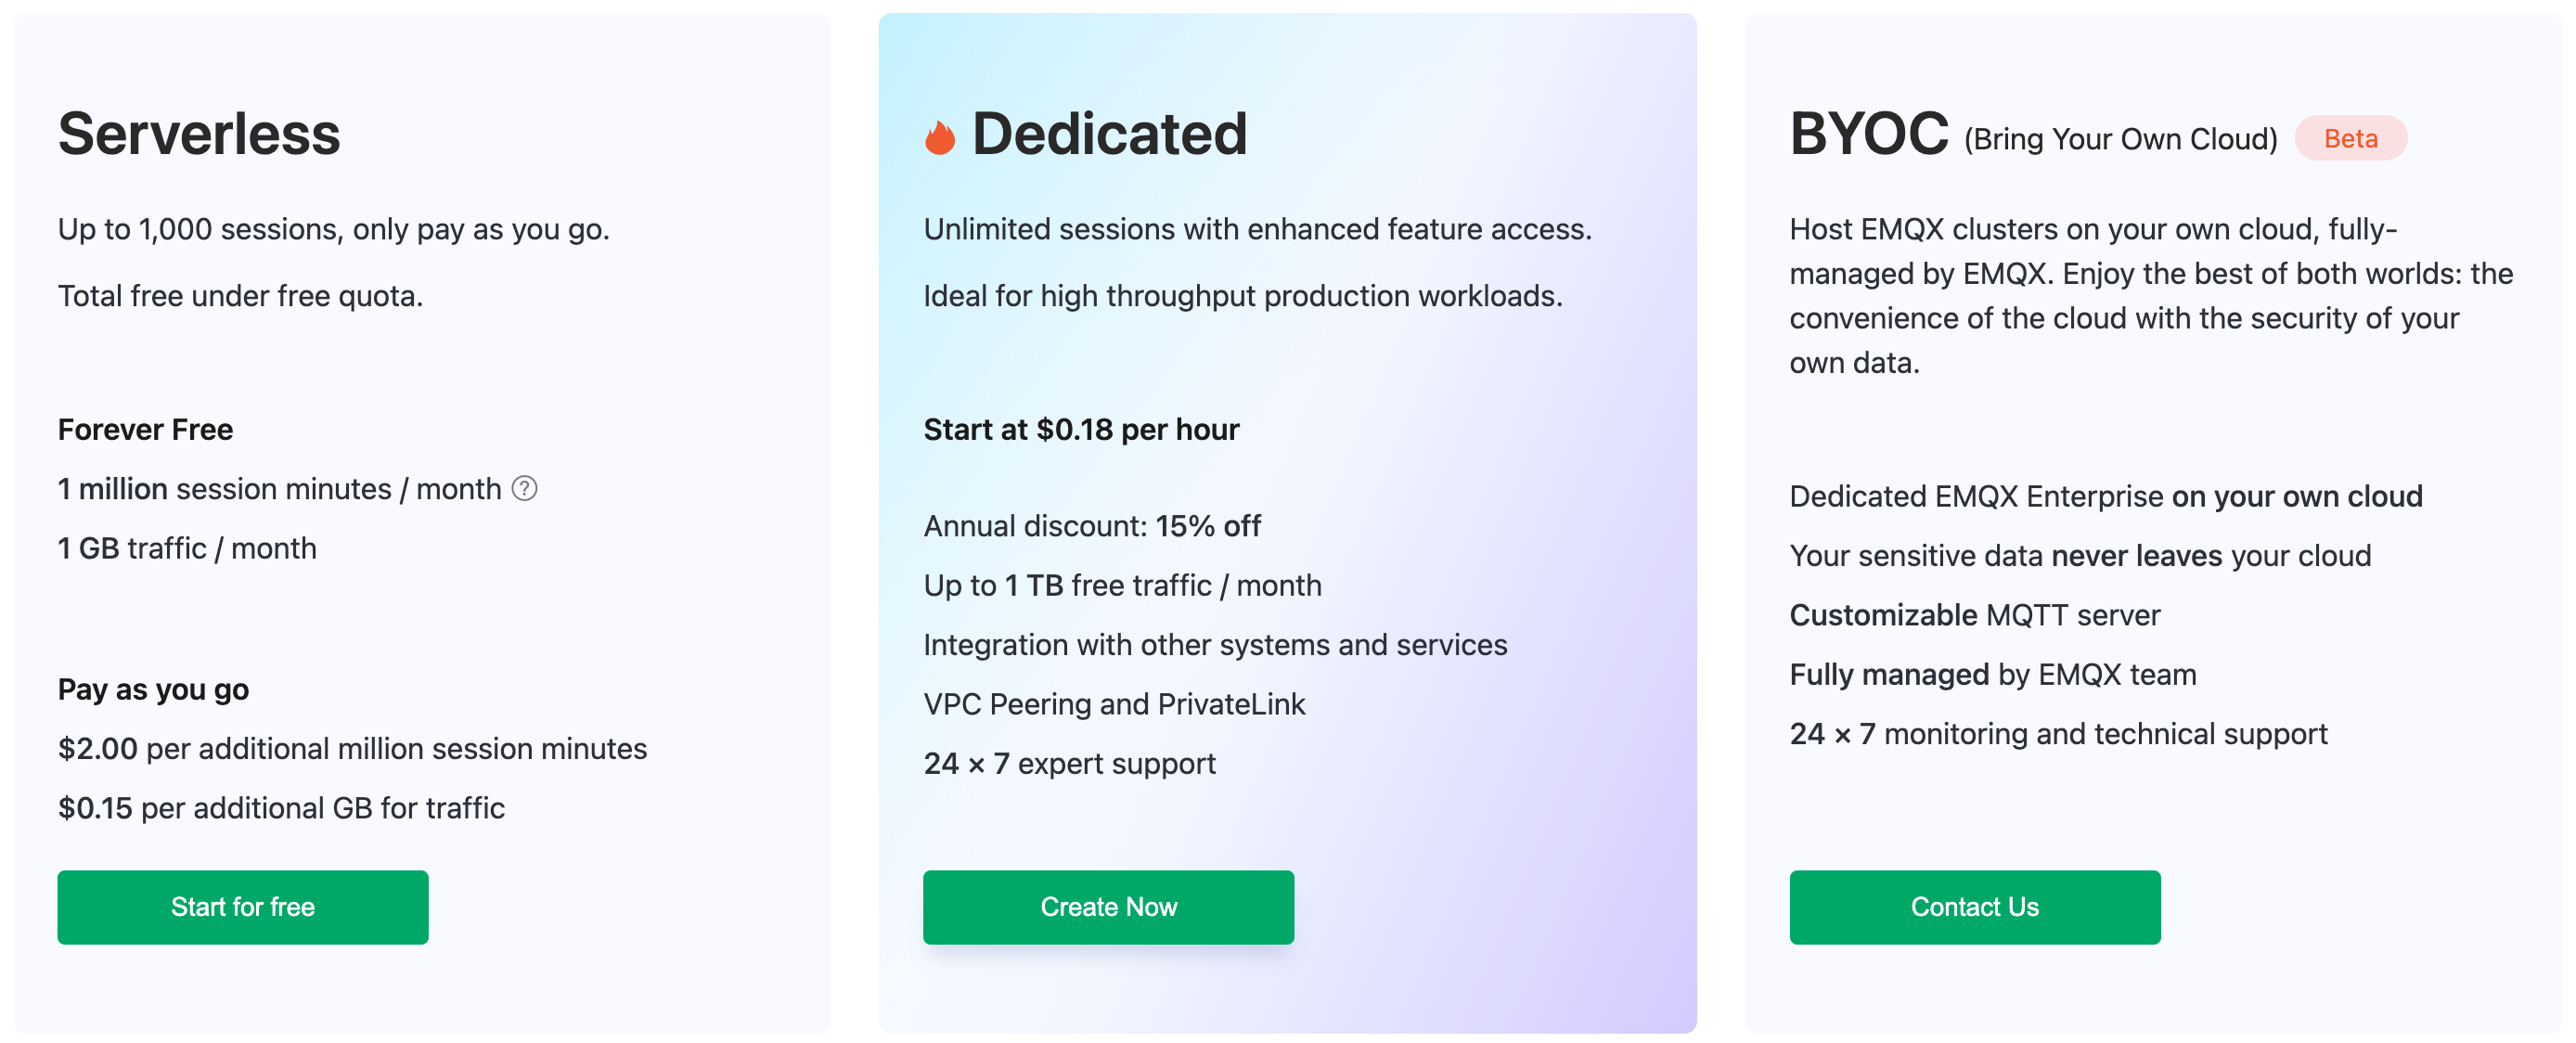 Serverless
Up to 1,000 sessions, only pay as you go.
Total free under free quota.
Forever Free
1 million session minutes / month ?
1 GB traffic / month
Pay as you go
$2.00 per additional million session minutes
$0.15 per additional GB for traffic
Start for free
Dedicated
Unlimited sessions with enhanced feature access.
Ideal for high throughput production workloads.
Start at $0.18 per hour
Annual discount: 15% off
Up to 1 TB free traffic / month
Integration with other systems and services
VPC Peering and PrivateLink
24 × 7 expert support
Create Now
BYOC (Bring Your Own Cloud) Beta
Host EMQX clusters on your own cloud, fully-
managed by EMQX. Enjoy the best of both worlds: the
convenience of the cloud with the security of your
own data.
Dedicated EMQX Enterprise on your own cloud
Your sensitive data never leaves your cloud
Customizable MQTT server
Fully managed by EMQX team
24 × 7 monitoring and technical support
Contact Us